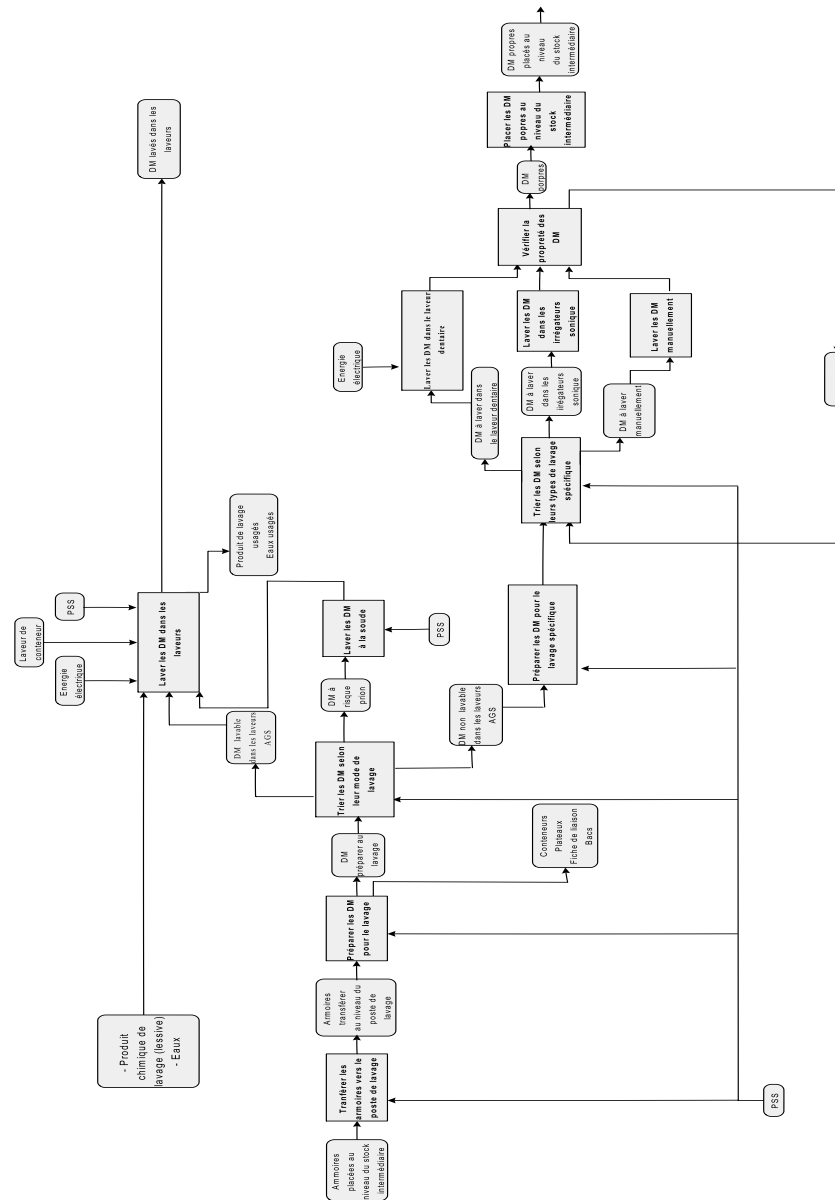 Ammoires
placées au
niveau du stock
intermédiaire
Tranférer les
armoires vers le
poste de lavage
Armoires
transférer
au niveau du
poste de
lavage
Préparer les DM
pour le lavage
DM
préparer au
lavage
Conteneurs
Plateaux
Fiche de liaison
Bacs
Trier les DM selon
leur mode de
lavage
DM lavable
dans les laveurs
AGS
DM à
risque
prion
DM non lavable
dans les laveurs
AGS
Laver les DM
à la soude
PSS
- Produit
chimique de
lavage (lessive)
- Eaux
Energie
électrique
Laveur de
conteneur
PSS
Laver les DM dans les
laveurs
Produit de lavage
usagés
Eaux usagés
DM lavés dans les
laveurs
Préparer les DM pour le
lavage spécifique
Trier les DM selon
leurs types de lavage
spécifique
DM à laver dans
le laveur dentaire
DM à laver
dans les
irégateurs
sonique
DM à laver
manuellement
Energie
électrique
Laver les DM dans le laveur
dentaire
Laver les DM
dans les
irrégateurs
sonique
Laver les DM
manuellement
Vérifier la
propreté des
DM
DM
porpres
Placer les DM
popres au
niveau du
stock
intermédiaire
DM propres
placés au
niveau
du stock
intermédiaire
PSS